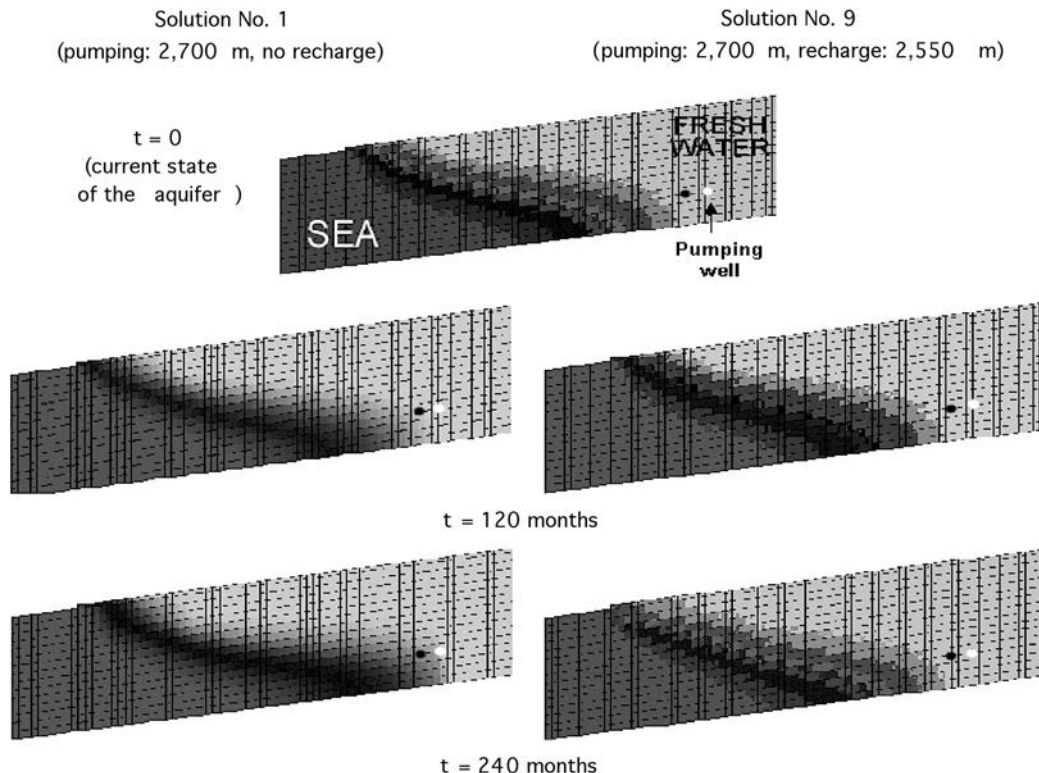 Solution No. 1
(pumping: 2,700 m, no recharge)
Solution No. 9
(pumping: 2,700 m, recharge: 2,550 m)
t = 0
(current state
of the aquifer )
FRESH
WATER
SEA
Pumping
well
t = 120 months
t = 240 months